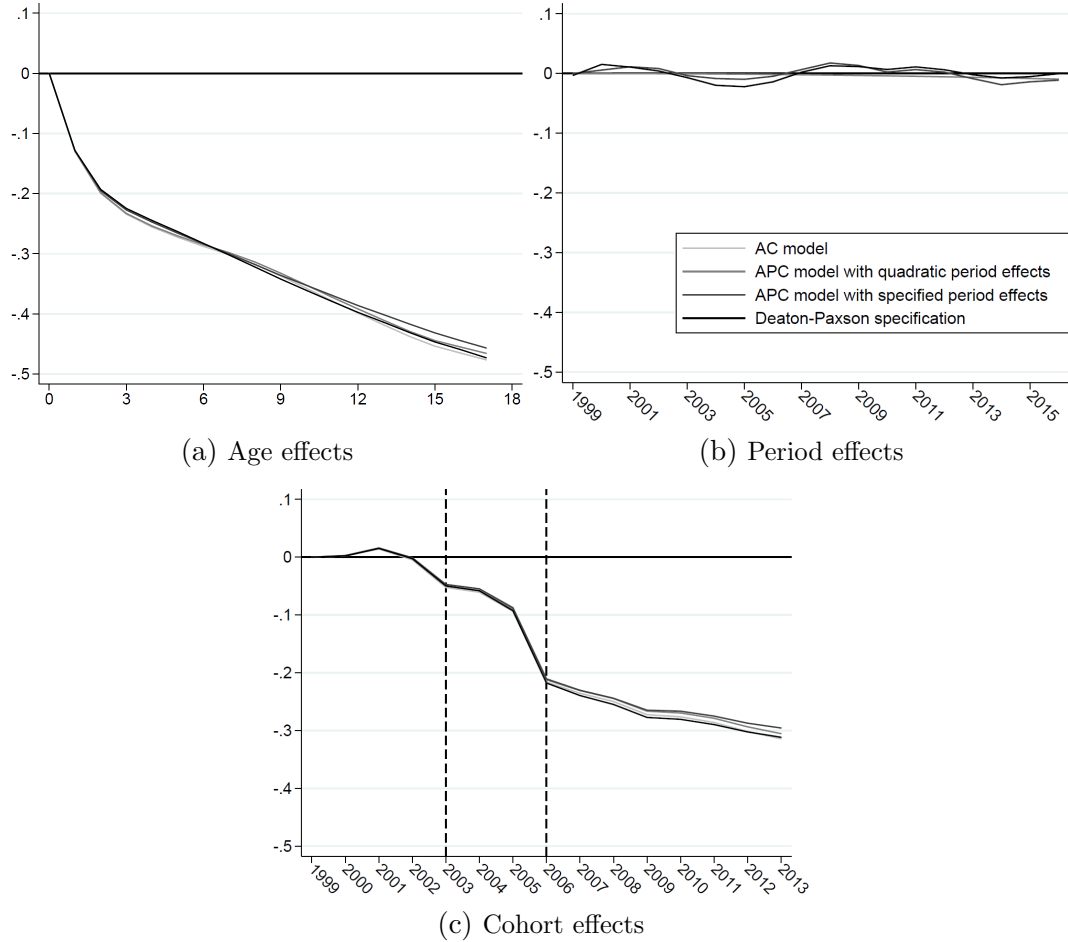 .1
0
-.1
-.2
-.3
-.4
-.5
0 3 6 9 12 15 18
(a) Age effects
.1
0
-.1
-.2
-.3
-.4
-.5
AC model
APC model with quadratic period effects
APC model with specified period effects
Deaton-Paxson specification
1999 2001 2003 2005 2007 2009 2011 2013 2015
(b) Period effects
.1
0
-.1
-.2
-.3
-.4
-.5
1999 2000 2001 2002 2003 2004 2005 2006 2007 2008 2009 2010 2011 2012 2013
(c) Cohort effects